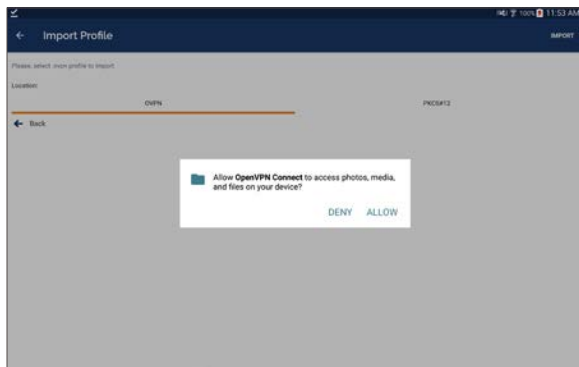 100% 11:53 AM
Import Profile
IMPORT
Please, select .ovpn profile to import
Location:
OVPN
PKCS#12
Back
Allow OpenVPN Connect to access photos, media,
and files on your device?
DENY ALLOW